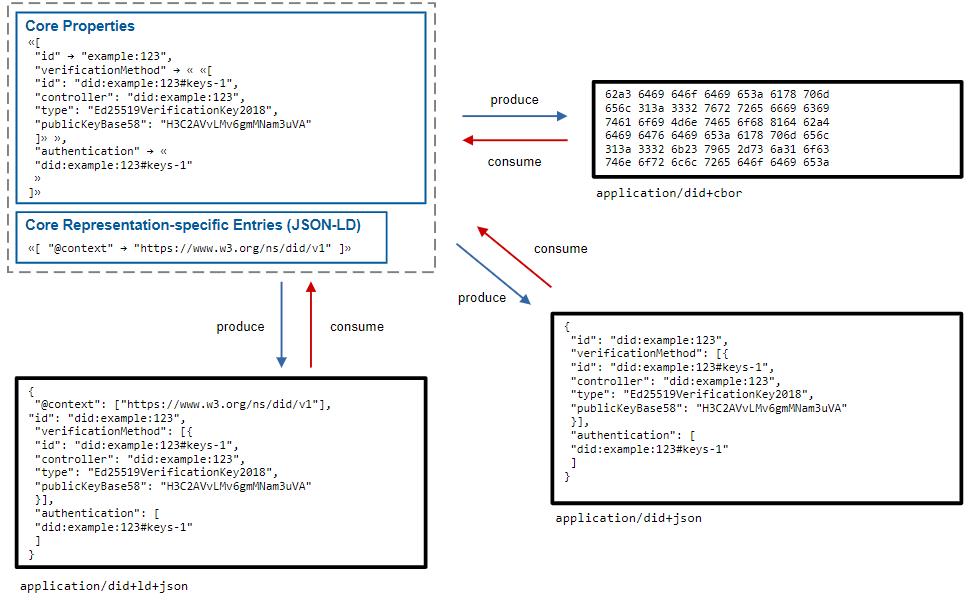 Core Properties
«[
"id" → "example:123",
"verificationMethod" → « «[
"id": "did:example:123#keys-1",
"controller": "did:example:123",
"type": "Ed25519VerificationKey2018",
"publicKeyBase58": "H3C2AVvLMv6gmMNam3uVA"
]» »,
"authentication" → «
"did:example:123#keys-1"
»
]»
Core Representation-specific Entries (JSON-LD)
«[ "@context" → "https://www.w3.org/ns/did/v1" ]»
produce
consume
62a3 6469 646f 6469 653a 6178 706d
656c 313a 3332 7672 7265 6669 6369
7461 6f69 4d6e 7465 6f68 8164 62a4
6469 6476 6469 653a 6178 706d 656c
313a 3332 6b23 7965 2d73 6a31 6f63
746e 6f72 6c6c 7265 646f 6469 653a
application/did+cbor
consume
produce
{
"id": "did:example:123",
"verificationMethod": [{
"id": "did:example:123#keys-1",
"controller": "did:example:123",
"type": "Ed25519VerificationKey2018",
"publicKeyBase58": "H3C2AVvLMv6gmMNam3uVA"
}],
"authentication": [
"did:example:123#keys-1"
]
}
application/did+json
produce
consume
{
"@context": ["https://www.w3.org/ns/did/v1"],
"id": "did:example:123",
"verificationMethod": [{
"id": "did:example:123#keys-1",
"controller": "did:example:123",
"type": "Ed25519VerificationKey2018",
"publicKeyBase58": "H3C2AVvLMv6gmMNam3uVA"
}],
"authentication": [
"did:example:123#keys-1"
]
}
application/did+ld+json